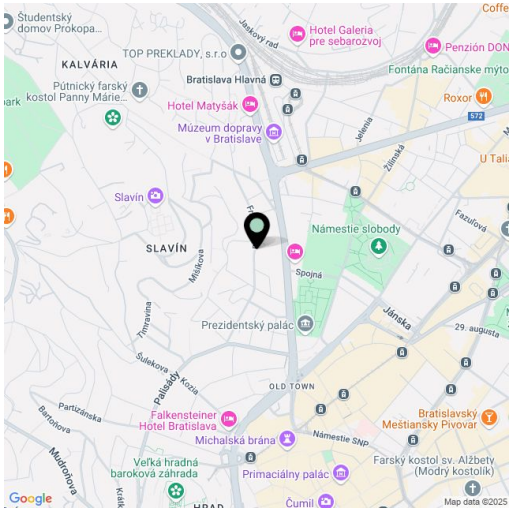 Coffe
Študentský
domov Prokopa...
Jaskový rad
Hotel Galeria
pre sebarozvoj
TOP PREKLADY, s.r.o
Penzión DON
KALVÁRIA
Bratislava Hlavná
Fontána Račianske mýto
Pútnický farský
kostol Panny Márie...
park
Hotel Matyšák
Roxor
572
Múzeum dopravy
v Bratislave
Jelenia
Žilinská
U Talia
Slavín
Fr
Námestie slobody
Fazuľová
SLAVÍN
Mišíkova
Spojná
Timravina
Prezidentský palác
Jánska
29. augusta
Šulekova
Kozia
Palisády
OLD TOWN
Partizánska
Bartoňova
Falkensteiner
Hotel Bratislava
Bratislavský
Meštiansky Pivovar
Michalská brána
Námestie SNP
Mudroňova
Veľká hradná
baroková záhrada
Primaciálny palác
Farský kostol sv. Alžbety
(Modrý kostolík)
Krátk
HRAD
Čumil
Google
Map data ©2025